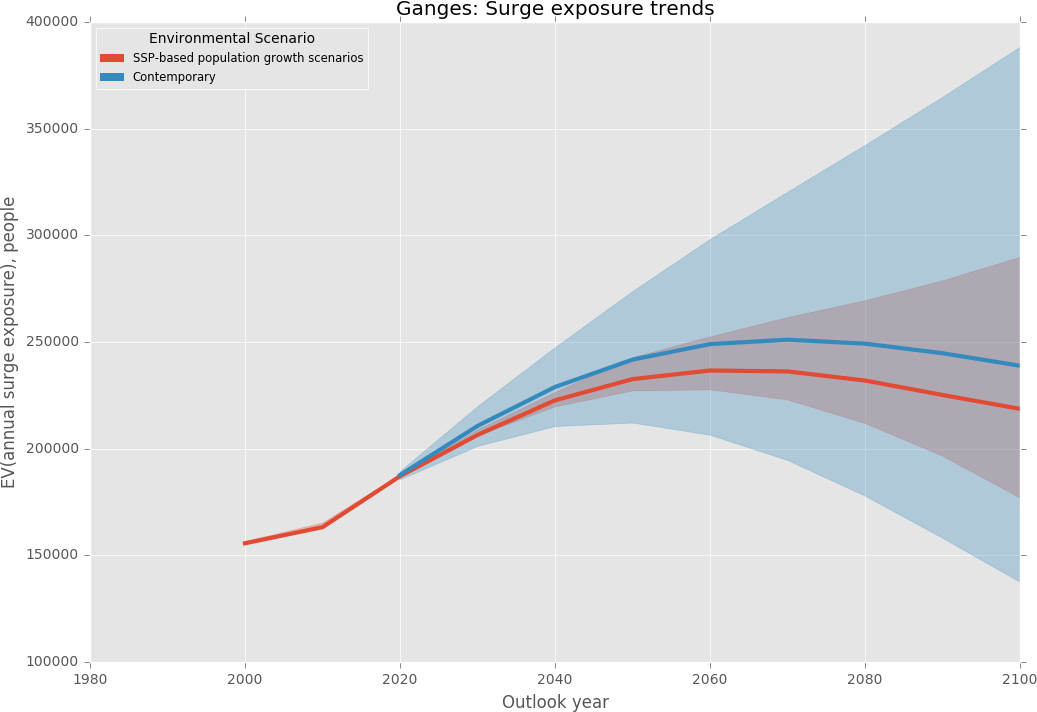 Ganges: Surge exposure trends
400000
350000
300000
250000
200000
150000
100000
EV(annual surge exposure), people
Environmental Scenario
SSP-based population growth scenarios
Contemporary
1980
2000
2020
2040
2060
2080
2100
Outlook year